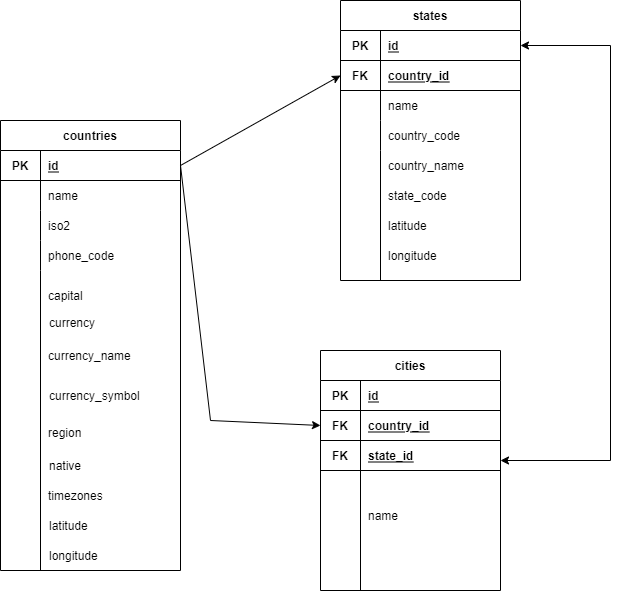 states
PK id
FK country_id
name
country_code
country_name
state_code
latitude
longitude
countries
PK id
name
iso2
phone_code
capital
currency
currency_name
currency_symbol
region
native
timezones
latitude
longitude
cities
PK id
FK country_id
FK state_id
name